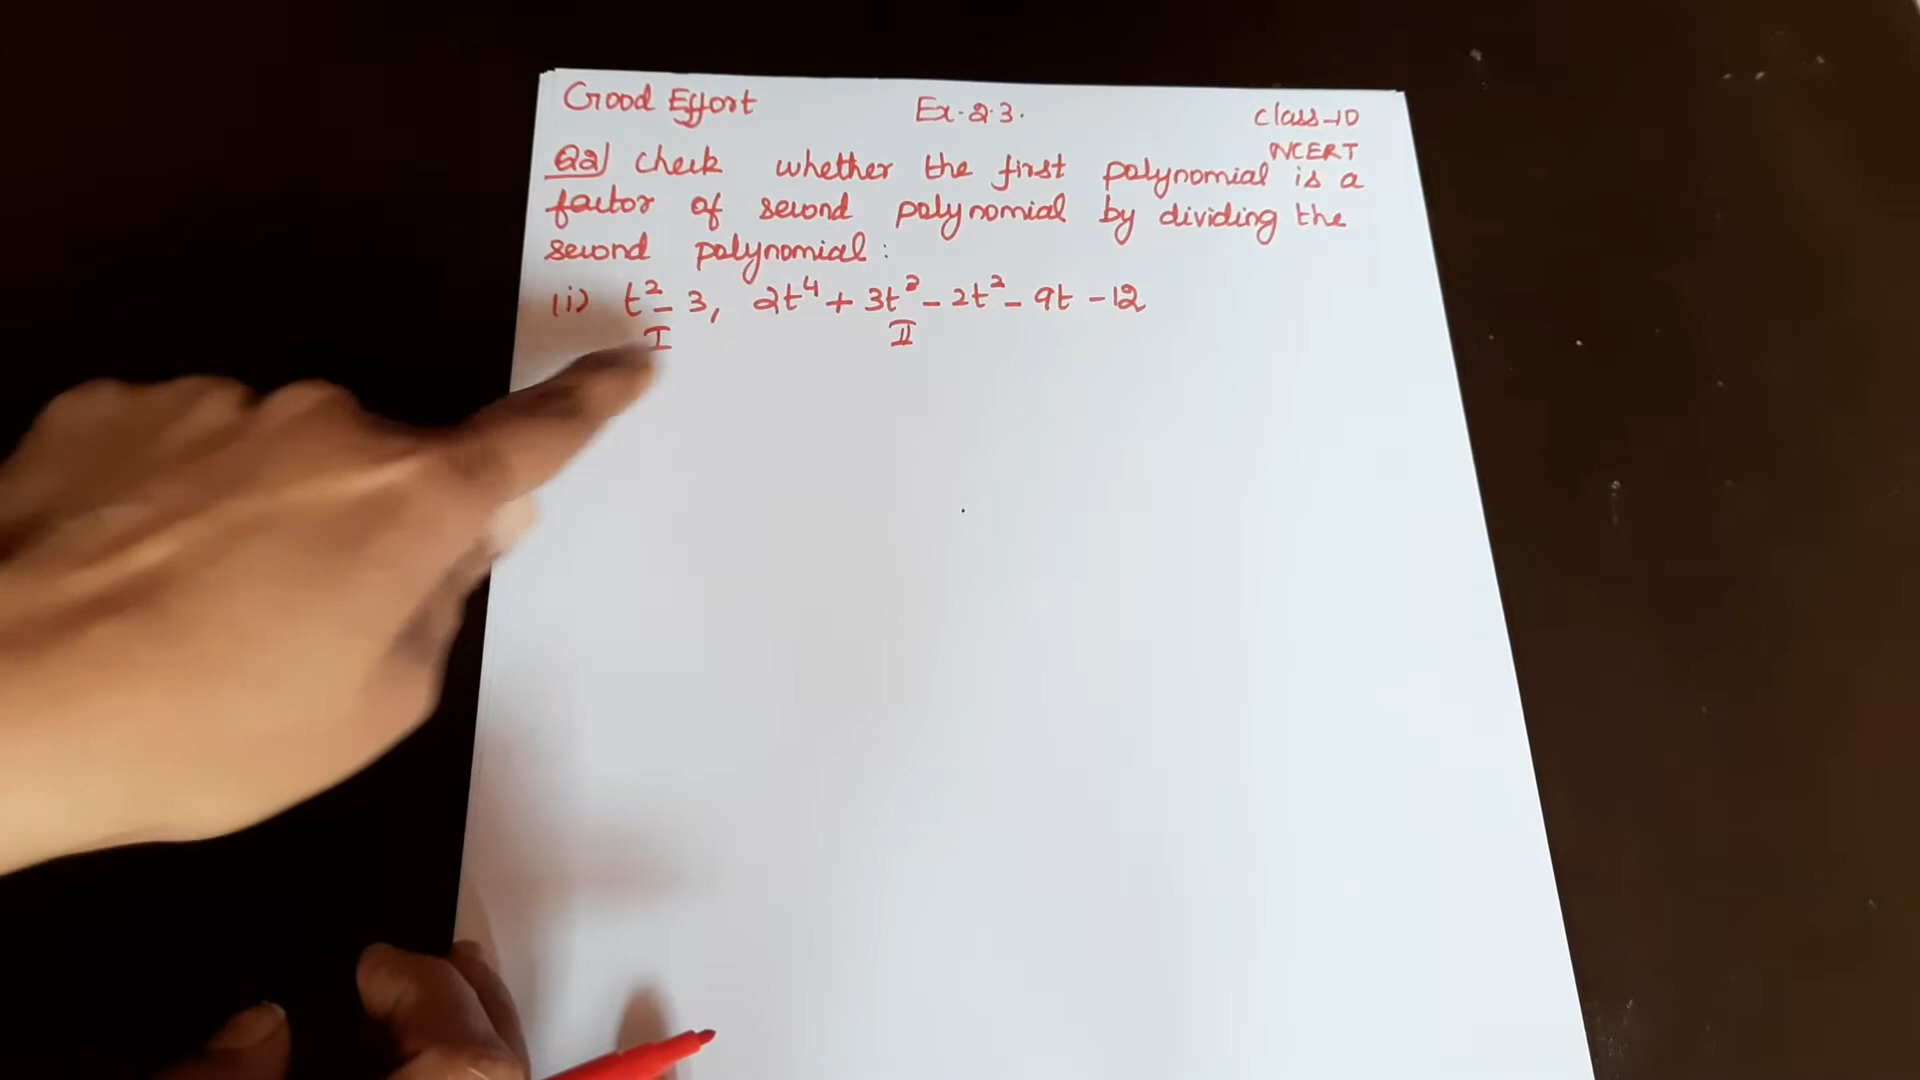 Good Effort Ex-2.3. Class-10
NCERT
Q2) Check whether the first polynomial is a
factor of second polynomial by dividing the
second polynomial:
(i) t² - 3, 2t⁴ + 3t³ - 2t² - 9t - 12
I II